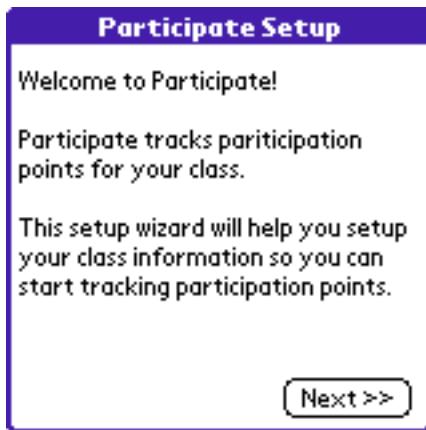 Participate Setup
Welcome to Participate!
Participate tracks pariticipation
points for your class.
This setup wizard will help you setup
your class information so you can
start tracking participation points.
Next >>